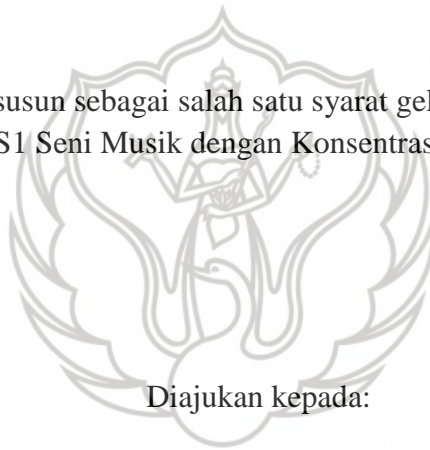 susun sebagai salah satu syarat gel
S1 Seni Musik dengan Konsentras
Diajukan kepada: